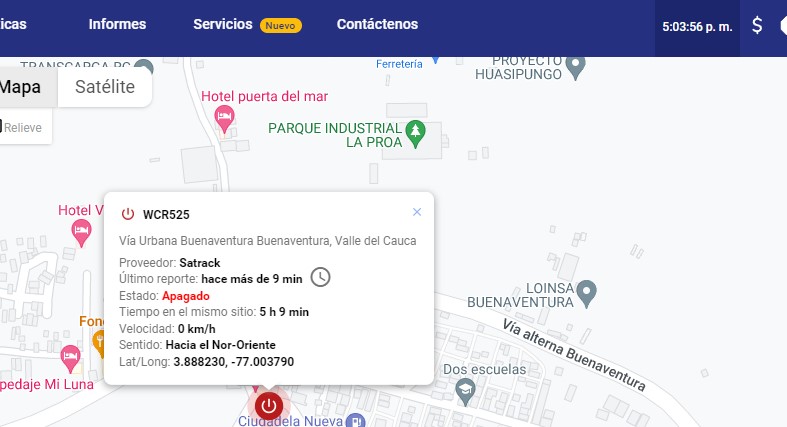 icas
Informes
Servicios Nuevo
Contáctenos
5:03:56 p. m.
$
TRANSCARGA RG
Ferretería
PROYECTO
HUASIPUNGO
Mapa
Satélite
Relieve
Hotel puerta del mar
PARQUE INDUSTRIAL
LA PROA
Hotel V
WCR525
×
Vía Urbana Buenaventura Buenaventura, Valle del Cauca
Proveedor: Satrack
Último reporte: hace más de 9 min
Estado: Apagado
Tiempo en el mismo sitio: 5 h 9 min
Velocidad: 0 km/h
Sentido: Hacia el Nor-Oriente
Lat/Long: 3.888230, -77.003790
LOINSA
BUENAVENTURA
Fond
Vía alterna Buenaventura
pedaje Mi Luna
Dos escuelas
Ciudadela Nueva